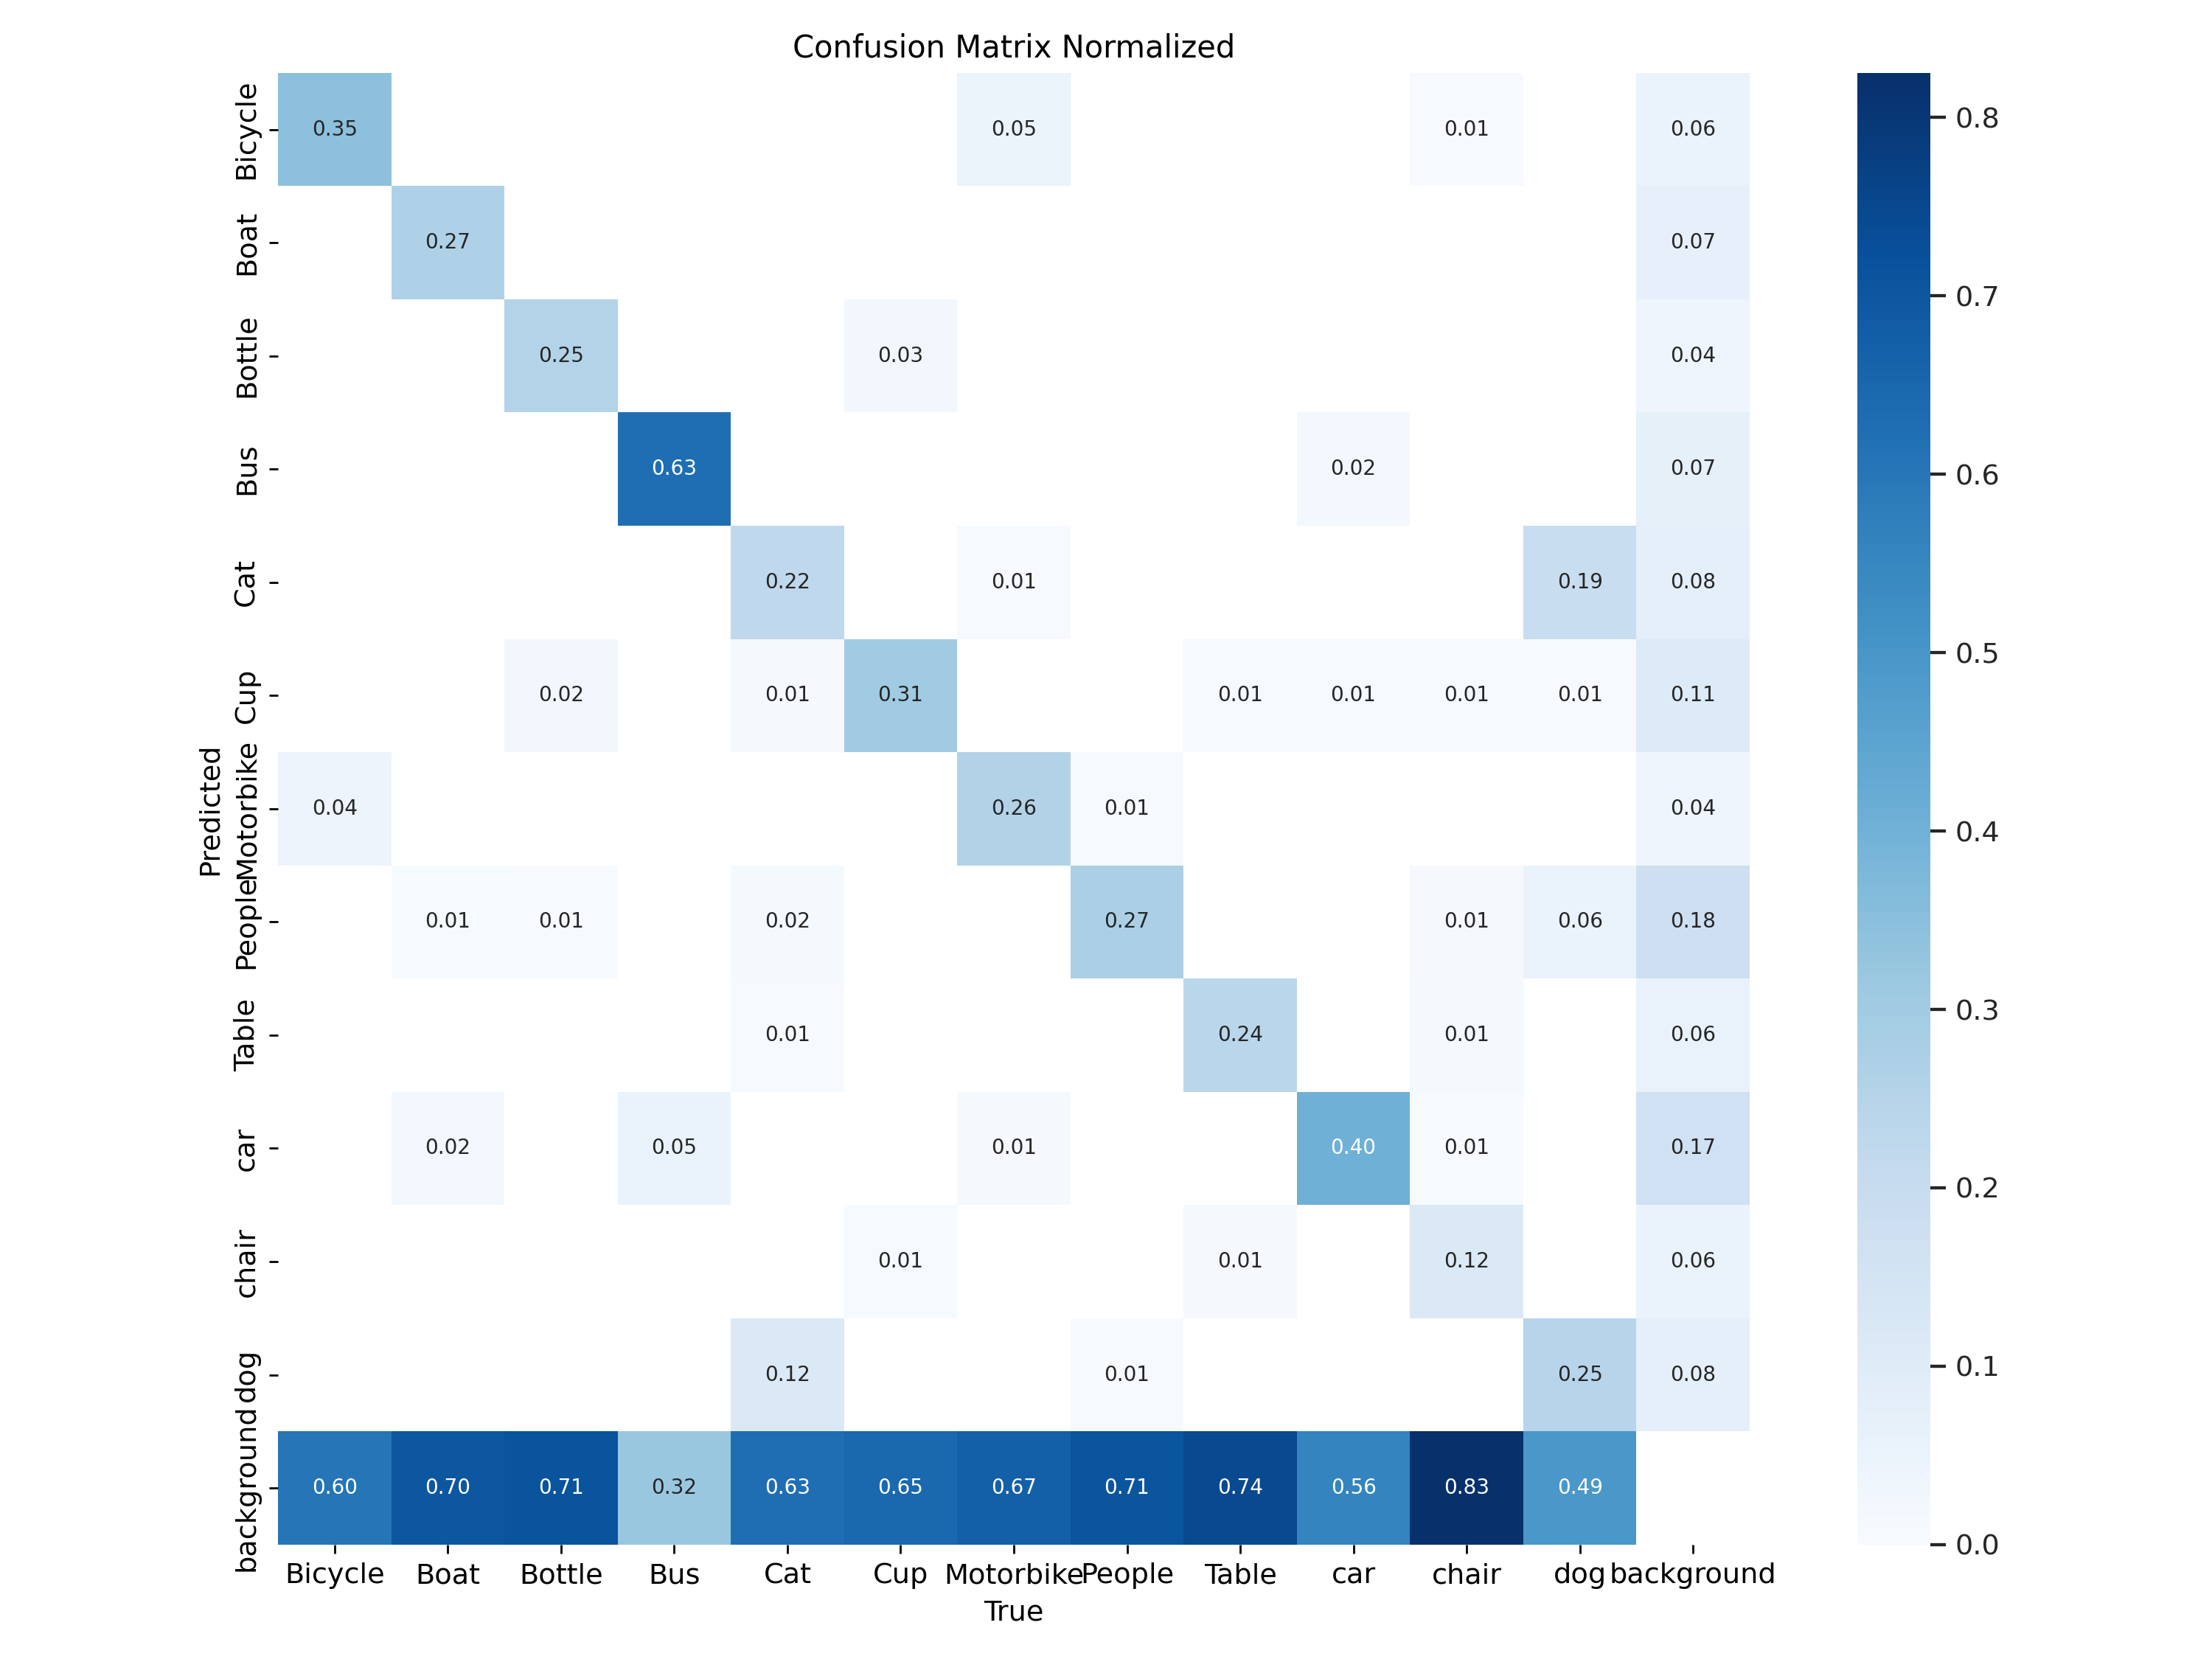 Confusion Matrix Normalized
Bicycle 0.35 0.05 0.01 0.06
Boat 0.27 0.07
Bottle 0.25 0.03 0.04
Bus 0.63 0.02 0.07
Cat 0.22 0.01 0.19 0.08
Cup 0.02 0.01 0.31 0.01 0.01 0.01 0.01 0.11
Motorbike 0.04 0.26 0.01 0.04
People 0.01 0.01 0.02 0.27 0.01 0.06 0.18
Table 0.01 0.24 0.01 0.06
car 0.02 0.05 0.01 0.40 0.01 0.17
chair 0.01 0.01 0.12 0.06
dog 0.12 0.01 0.25 0.08
background 0.60 0.70 0.71 0.32 0.63 0.65 0.67 0.71 0.74 0.56 0.83 0.49
Bicycle Boat Bottle Bus Cat Cup Motorbike People Table car chair dog background
True
Predicted
0.8
0.7
0.6
0.5
0.4
0.3
0.2
0.1
0.0